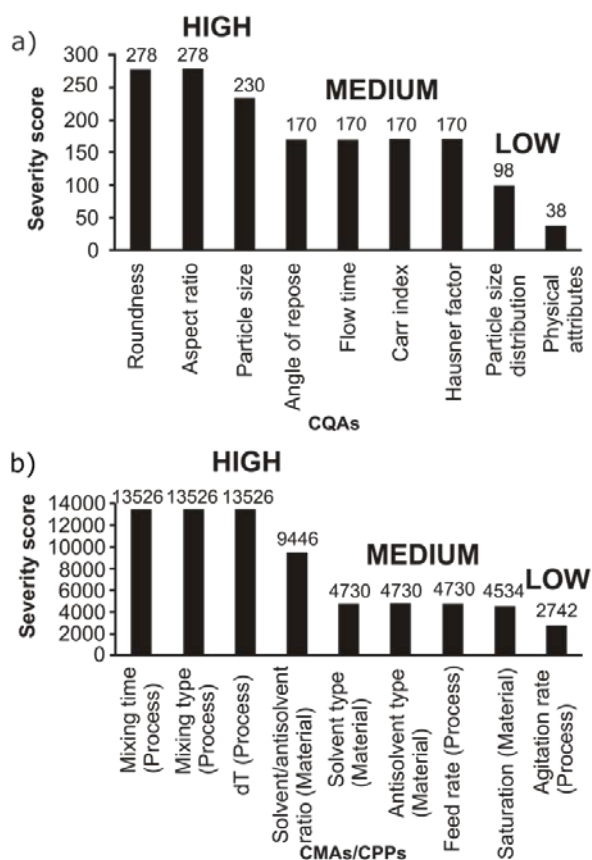 a)
HIGH
MEDIUM
LOW
Severity score
300
250
200
150
100
50
0
278
278
230
170
170
170
170
98
38
Roundness
Aspect ratio
Particle size
Angle of repose
Flow time
Carr index
Hausner factor
Particle size
distribution
Physical
attributes
CQAs
b)
HIGH
MEDIUM
LOW
Severity score
14000
12000
10000
8000
6000
4000
2000
0
13526
13526
13526
9446
4730
4730
4730
4534
2742
Mixing time
(Process)
Mixing type
(Process)
dT (Process)
Solvent/antisolvent
ratio (Material)
Solvent type
(Material)
Antisolvent type
(Material)
Feed rate (Process)
Saturation (Material)
Agitation rate
(Process)
CMAs/CPPs